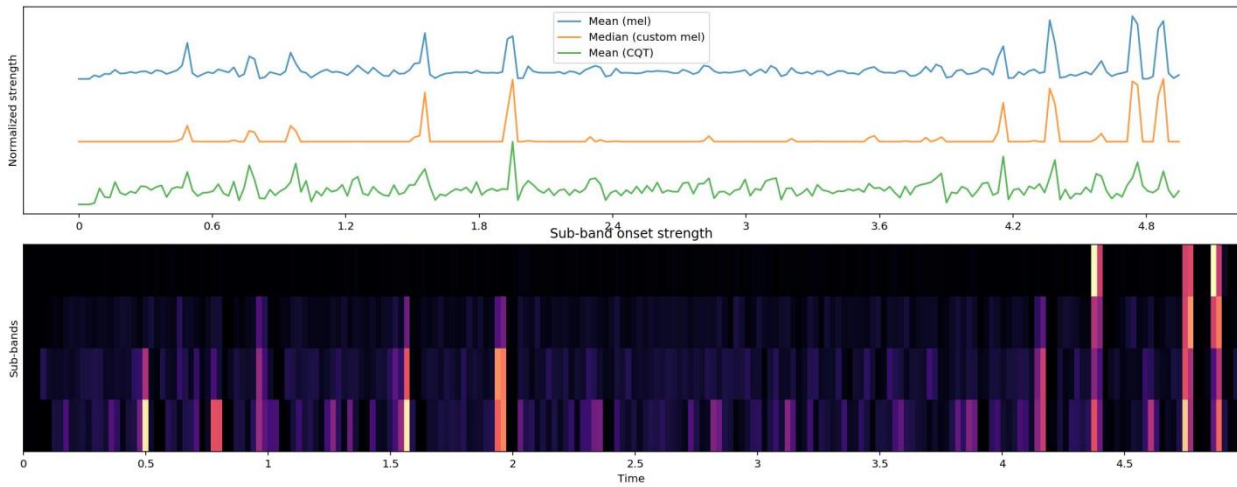 Mean (mel)
Median (custom mel)
Mean (CQT)
Normalized strength
0 0.6 1.2 1.8 2.4 3 3.6 4.2 4.8
Sub-band onset strength
Sub-bands
0 0.5 1 1.5 2 2.5 3 3.5 4 4.5
Time